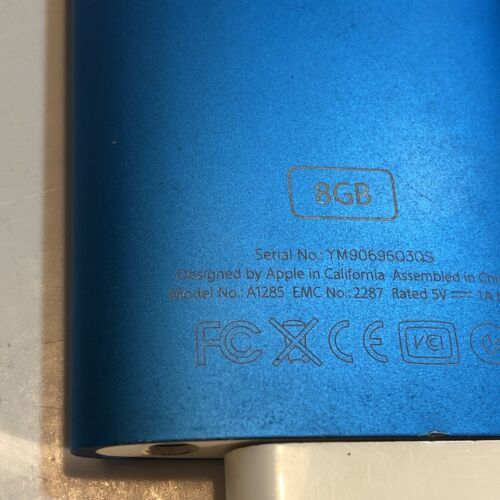 8GB
Serial No.: YM90696Q3QS
Designed by Apple in California Assembled in Chi
Model No.: A1285 EMC No.: 2287 Rated 5V ⎓ 1A
FC CE VCI